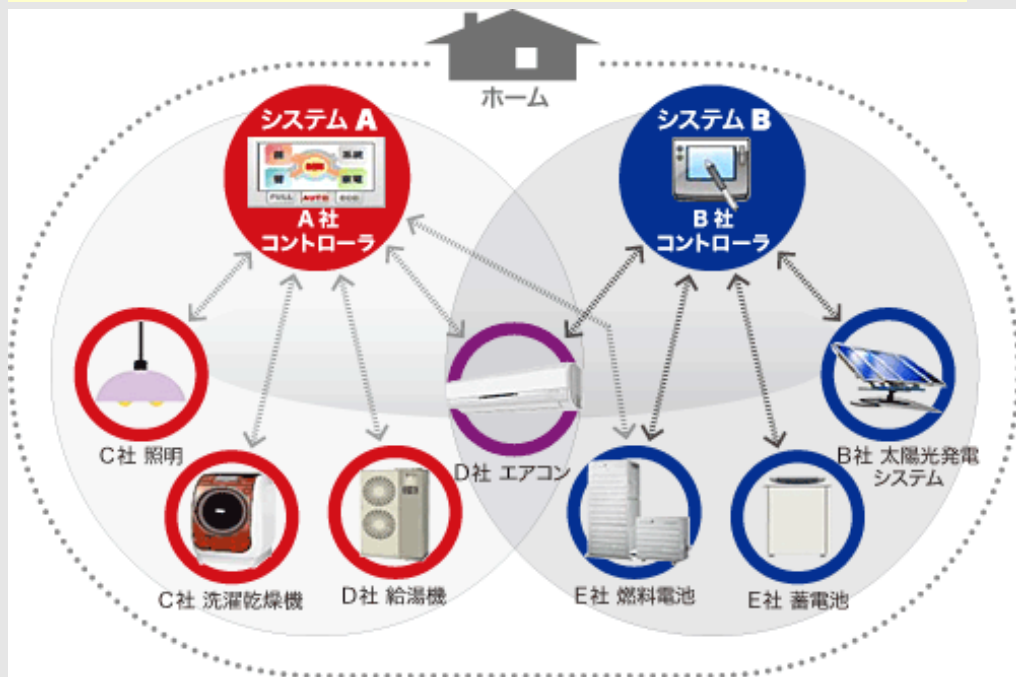 ホーム
システム A
FULL AUTO eco
A社
コントローラ
システム B
B社
コントローラ
C社 照明
D社 エアコン
B社 太陽光発電
システム
C社 洗濯乾燥機
D社 給湯機
E社 燃料電池
E社 蓄電池